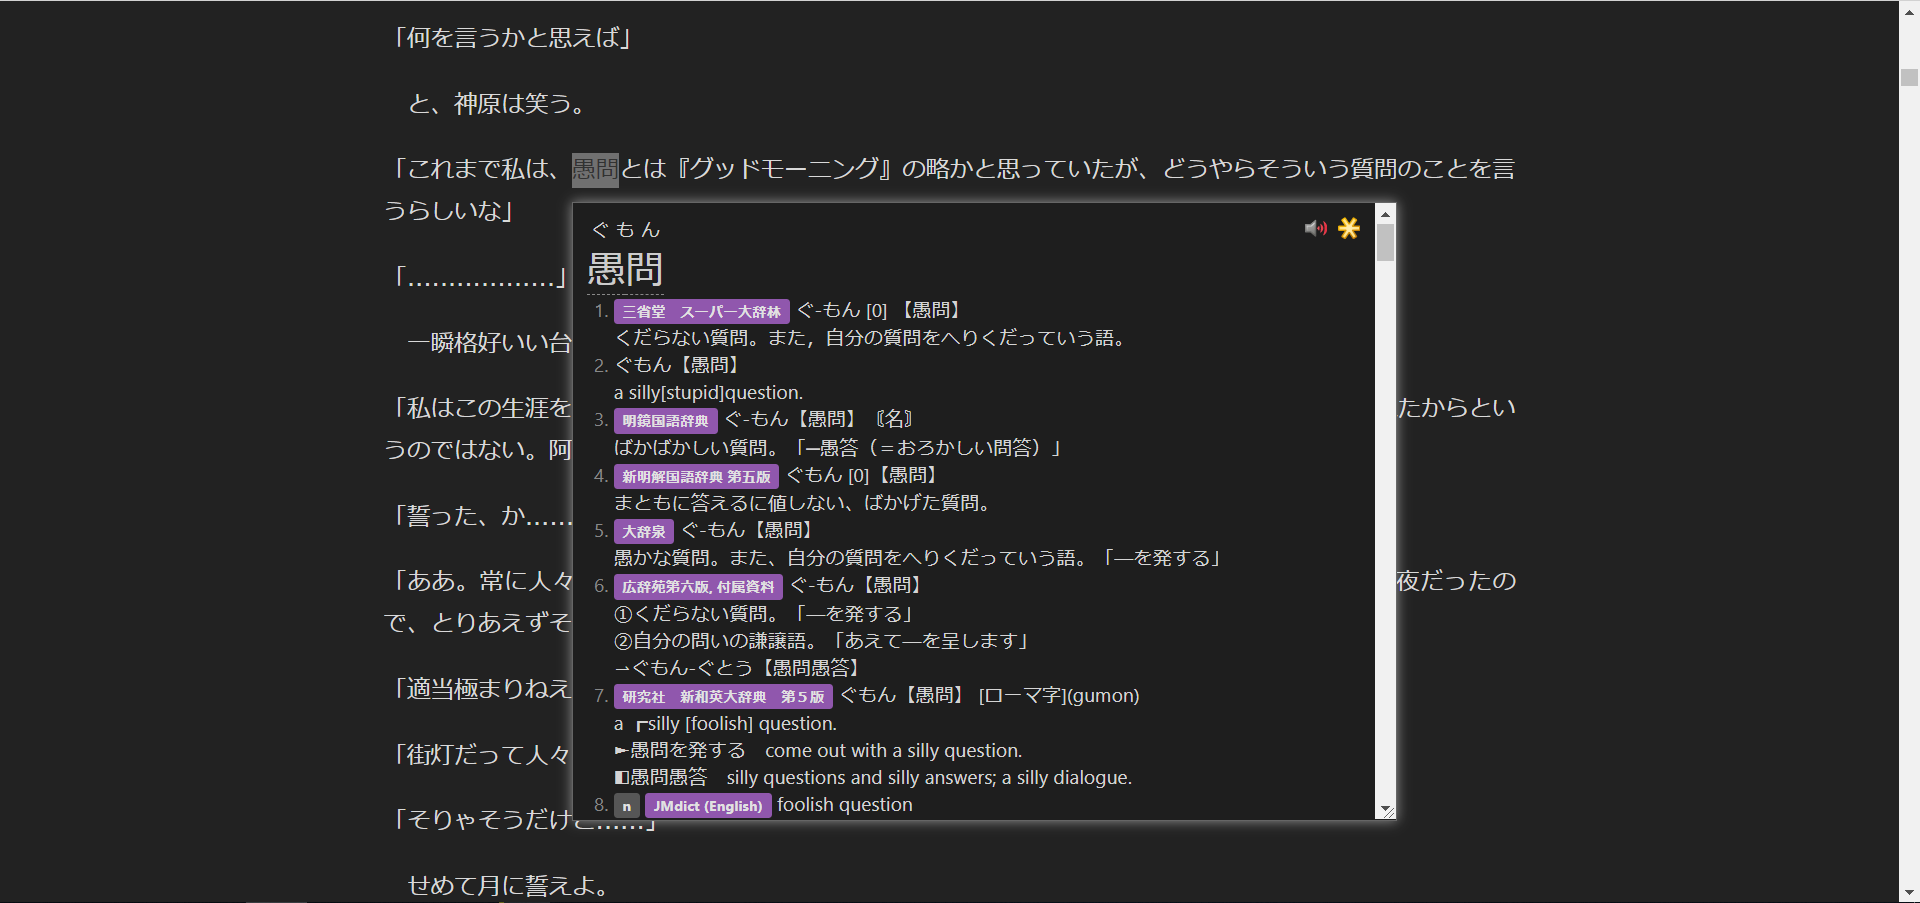 「何を言うかと思えば」
と、神原は笑う。
「これまで私は、愚問とは『グッドモーニング』の略かと思っていたが、どうやらそういう質問のことを言
うらしいな」
「………………」
一瞬格好いい台
「私はこの生涯を
たからとい
うのではない。阿
「誓った、か……
「ああ。常に人々
夜だったの
で、とりあえずそ
「適当極まりねえ
「街灯だって人々
「そりゃそうだけど……」
せめて月に誓えよ。
ぐもん
愚問
1. 三省堂　スーパー大辞林 ぐ-もん [0] 【愚問】
くだらない質問。また，自分の質問をへりくだっていう語。
2. ぐもん【愚問】
a silly[stupid]question.
3. 明鏡国語辞典 ぐ-もん【愚問】〘名〙
ばかばかしい質問。「─愚答（＝おろかしい問答）」
4. 新明解国語辞典 第五版 ぐもん [0]【愚問】
まともに答えるに値しない、ばかげた質問。
5. 大辞泉 ぐ-もん【愚問】
愚かな質問。また、自分の質問をへりくだっていう語。「―を発する」
6. 広辞苑第六版, 付属資料 ぐ-もん【愚問】
①くだらない質問。「―を発する」
②自分の問いの謙譲語。「あえて―を呈します」
→ぐもん-ぐとう【愚問愚答】
7. 研究社　新和英大辞典　第５版 ぐもん【愚問】 [ローマ字](gumon)
a ┏silly [foolish] question.
►愚問を発する　come out with a silly question.
◧愚問愚答　silly questions and silly answers; a silly dialogue.
8. n JMdict (English) foolish question